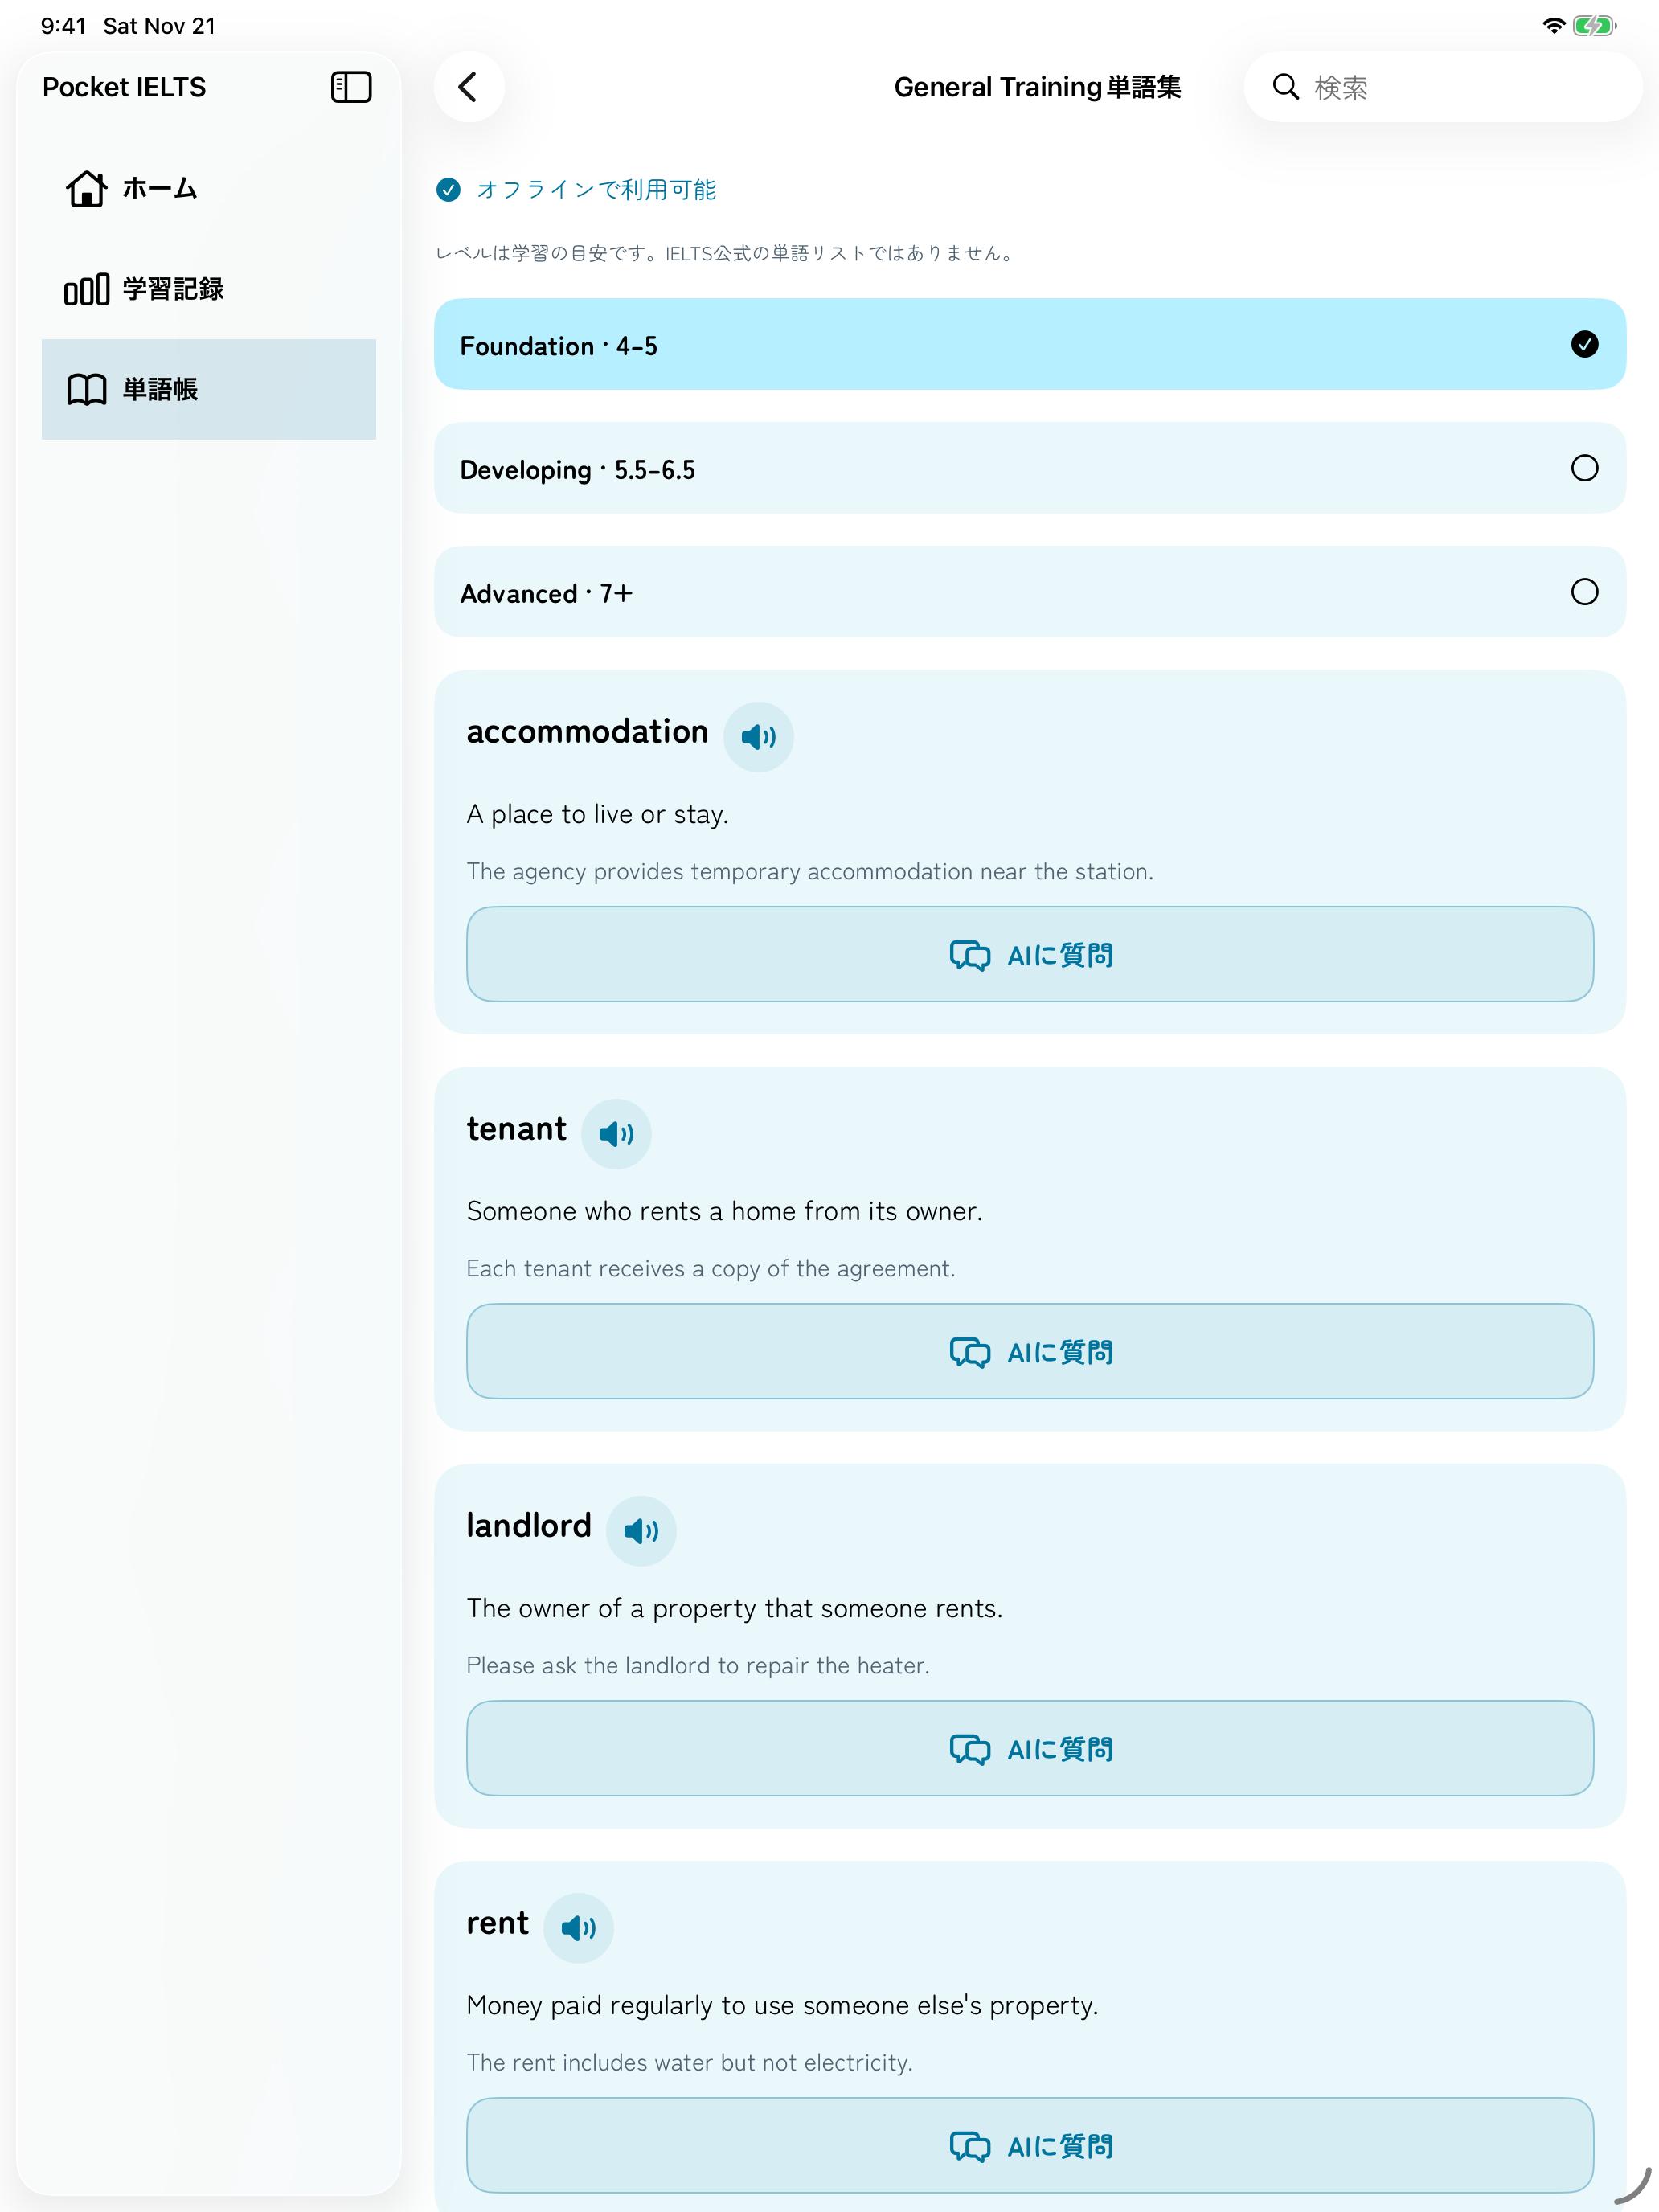 9:41 Sat Nov 21
Pocket IELTS
ホーム
学習記録
単語帳
General Training単語集
検索
オフラインで利用可能
レベルは学習の目安です。IELTS公式の単語リストではありません。
Foundation · 4–5
Developing · 5.5–6.5
Advanced · 7+
accommodation
A place to live or stay.
The agency provides temporary accommodation near the station.
AIに質問
tenant
Someone who rents a home from its owner.
Each tenant receives a copy of the agreement.
AIに質問
landlord
The owner of a property that someone rents.
Please ask the landlord to repair the heater.
AIに質問
rent
Money paid regularly to use someone else's property.
The rent includes water but not electricity.
AIに質問